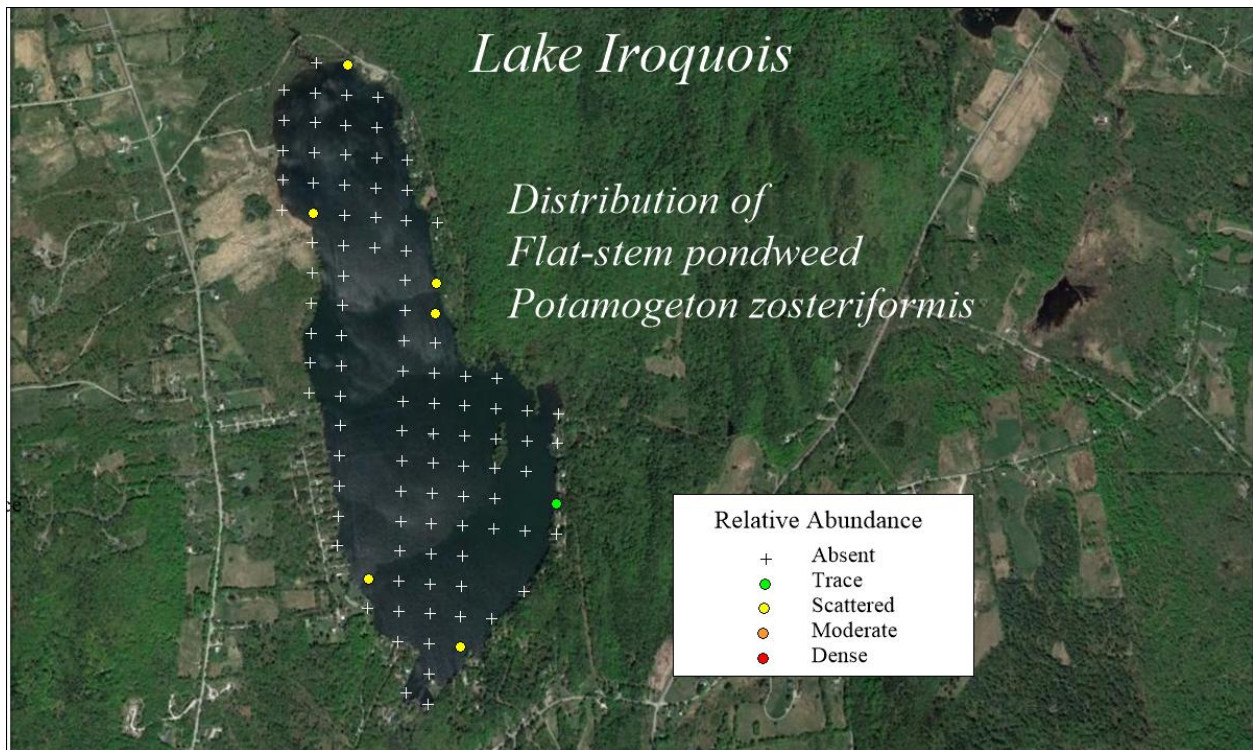 Lake Iroquois
Distribution of
Flat-stem pondweed
Potamogeton zosteriformis
Relative Abundance
Absent
Trace
Scattered
Moderate
Dense